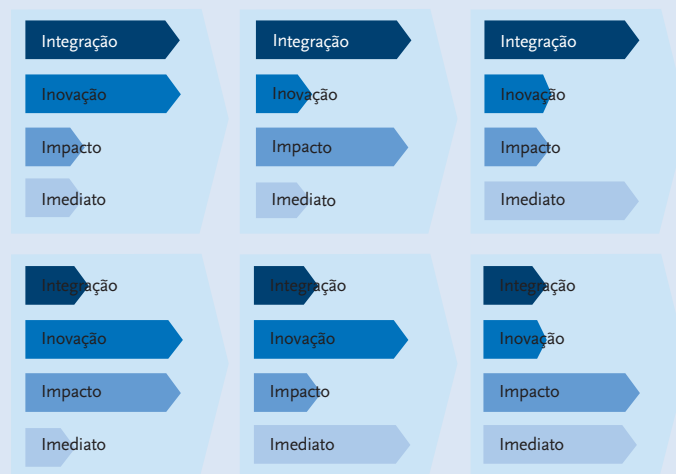 Integração
Inovação
Impacto
Imediato
Integração
Inovação
Impacto
Imediato
Integração
Inovação
Impacto
Imediato
Integração
Inovação
Impacto
Imediato
Integração
Inovação
Impacto
Imediato
Integração
Inovação
Impacto
Imediato